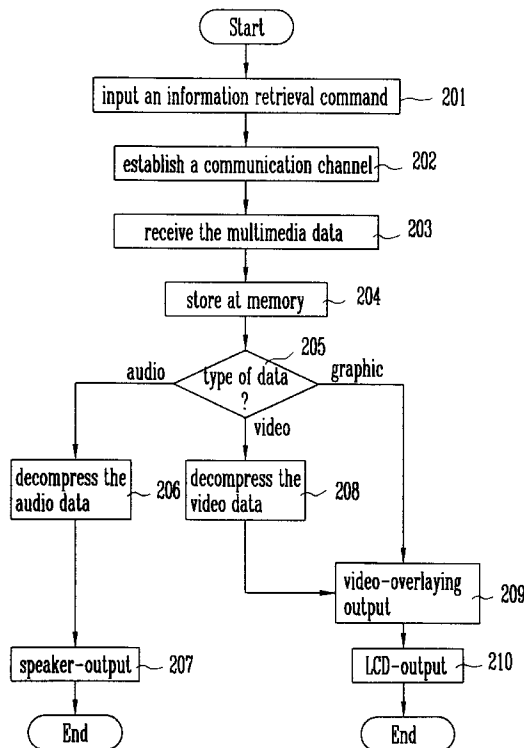 Start
input an information retrieval command
201
establish a communication channel
202
receive the multimedia data
203
store at memory
204
205
type of data
?
audio
graphic
video
decompress the
audio data
206
decompress the
video data
208
video-overlaying
output
209
speaker-output
207
LCD-output
210
End
End